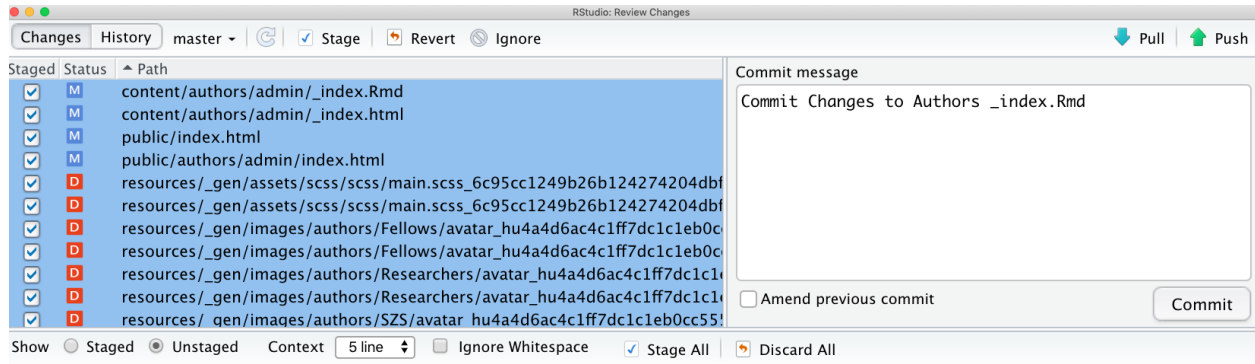 RStudio: Review Changes
Changes History master Stage Revert Ignore Pull Push
Staged Status Path
M content/authors/admin/_index.Rmd
M content/authors/admin/_index.html
M public/index.html
M public/authors/admin/index.html
D resources/_gen/assets/scss/scss/main.scss_6c95cc1249b26b124274204dbf
D resources/_gen/assets/scss/scss/main.scss_6c95cc1249b26b124274204dbf
D resources/_gen/images/authors/Fellows/avatar_hu4a4d6ac4c1ff7dc1c1eb0c
D resources/_gen/images/authors/Fellows/avatar_hu4a4d6ac4c1ff7dc1c1eb0c
D resources/_gen/images/authors/Researchers/avatar_hu4a4d6ac4c1ff7dc1c1
D resources/_gen/images/authors/Researchers/avatar_hu4a4d6ac4c1ff7dc1c1
D resources/_gen/images/authors/SZS/avatar_hu4a4d6ac4c1ff7dc1c1eb0cc555
Commit message
Commit Changes to Authors _index.Rmd
Amend previous commit
Commit
Show Staged Unstaged Context 5 line Ignore Whitespace Stage All Discard All